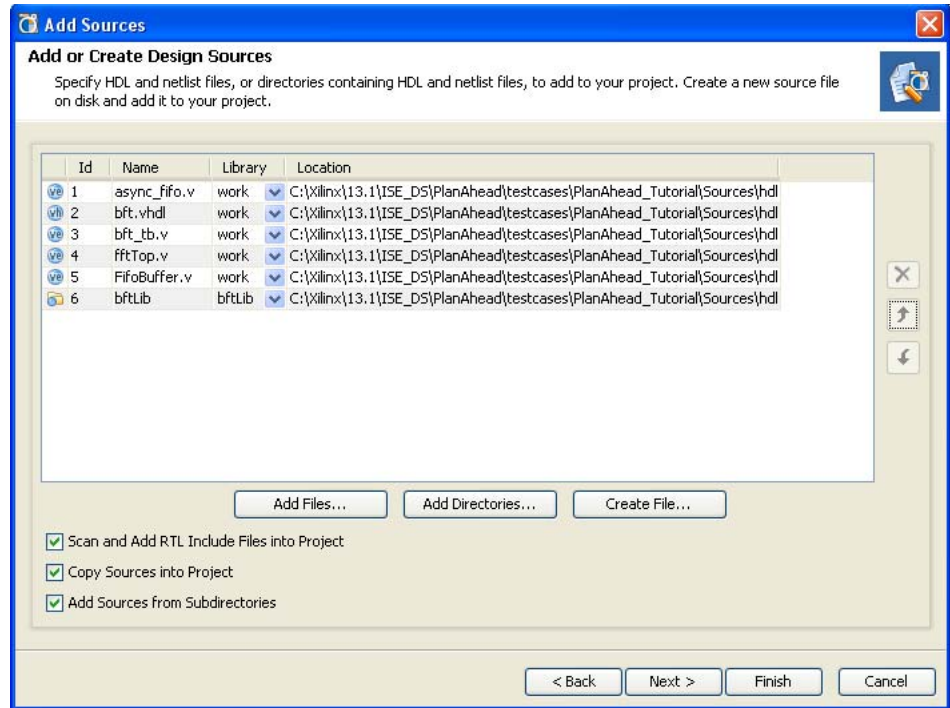 Add Sources
Add or Create Design Sources
Specify HDL and netlist files, or directories containing HDL and netlist files, to add to your project. Create a new source file
on disk and add it to your project.
Id Name Library Location
ve 1 async_fifo.v work C:\Xilinx\13.1\ISE_DS\PlanAhead\testcases\PlanAhead_Tutorial\Sources\hdl
vh 2 bft.vhdl work C:\Xilinx\13.1\ISE_DS\PlanAhead\testcases\PlanAhead_Tutorial\Sources\hdl
ve 3 bft_tb.v work C:\Xilinx\13.1\ISE_DS\PlanAhead\testcases\PlanAhead_Tutorial\Sources\hdl
ve 4 fftTop.v work C:\Xilinx\13.1\ISE_DS\PlanAhead\testcases\PlanAhead_Tutorial\Sources\hdl
ve 5 FifoBuffer.v work C:\Xilinx\13.1\ISE_DS\PlanAhead\testcases\PlanAhead_Tutorial\Sources\hdl
6 bftLib bftLib C:\Xilinx\13.1\ISE_DS\PlanAhead\testcases\PlanAhead_Tutorial\Sources\hdl
Add Files... Add Directories... Create File...
Scan and Add RTL Include Files into Project
Copy Sources into Project
Add Sources from Subdirectories
< Back Next > Finish Cancel